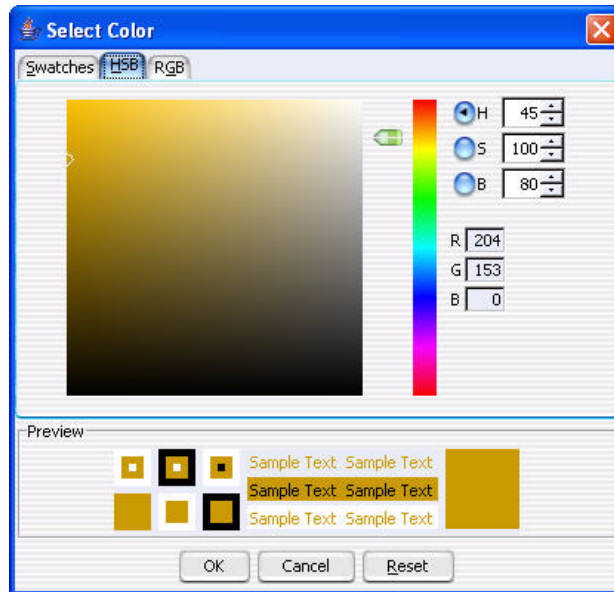 Select Color
Swatches HSB RGB
H 45
S 100
B 80
R 204
G 153
B 0
Preview
Sample Text Sample Text
Sample Text Sample Text
Sample Text Sample Text
OK Cancel Reset